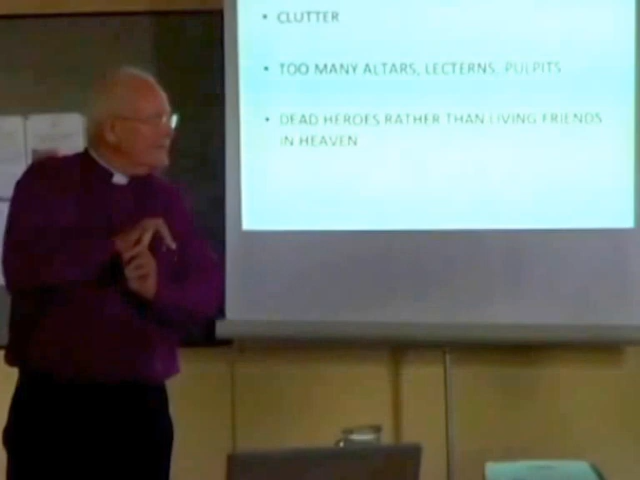 • CLUTTER
• TOO MANY ALTARS, LECTERNS, PULPITS
• DEAD HEROES RATHER THAN LIVING FRIENDS
IN HEAVEN